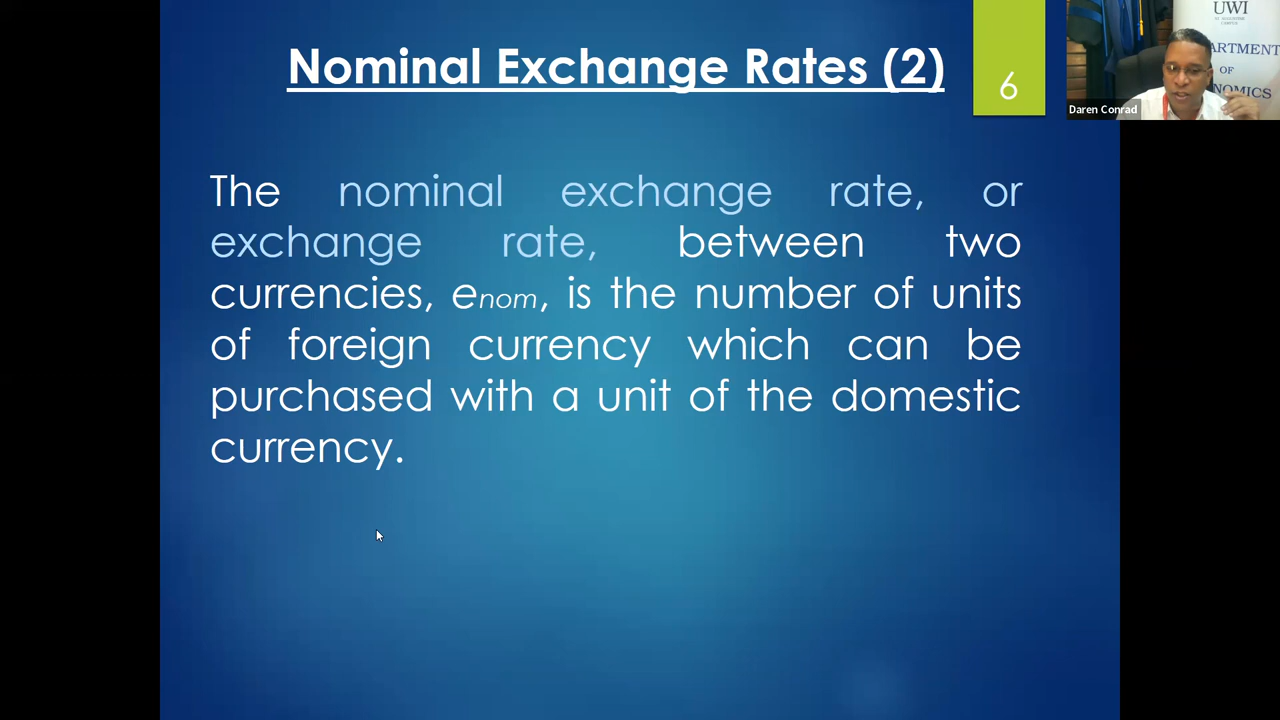 Nominal Exchange Rates (2)
6
The nominal exchange rate, or
exchange rate, between two
currencies, enom, is the number of units
of foreign currency which can be
purchased with a unit of the domestic
currency.
UWI
ARTMENT
OF
NOMICS
Daren Conrad